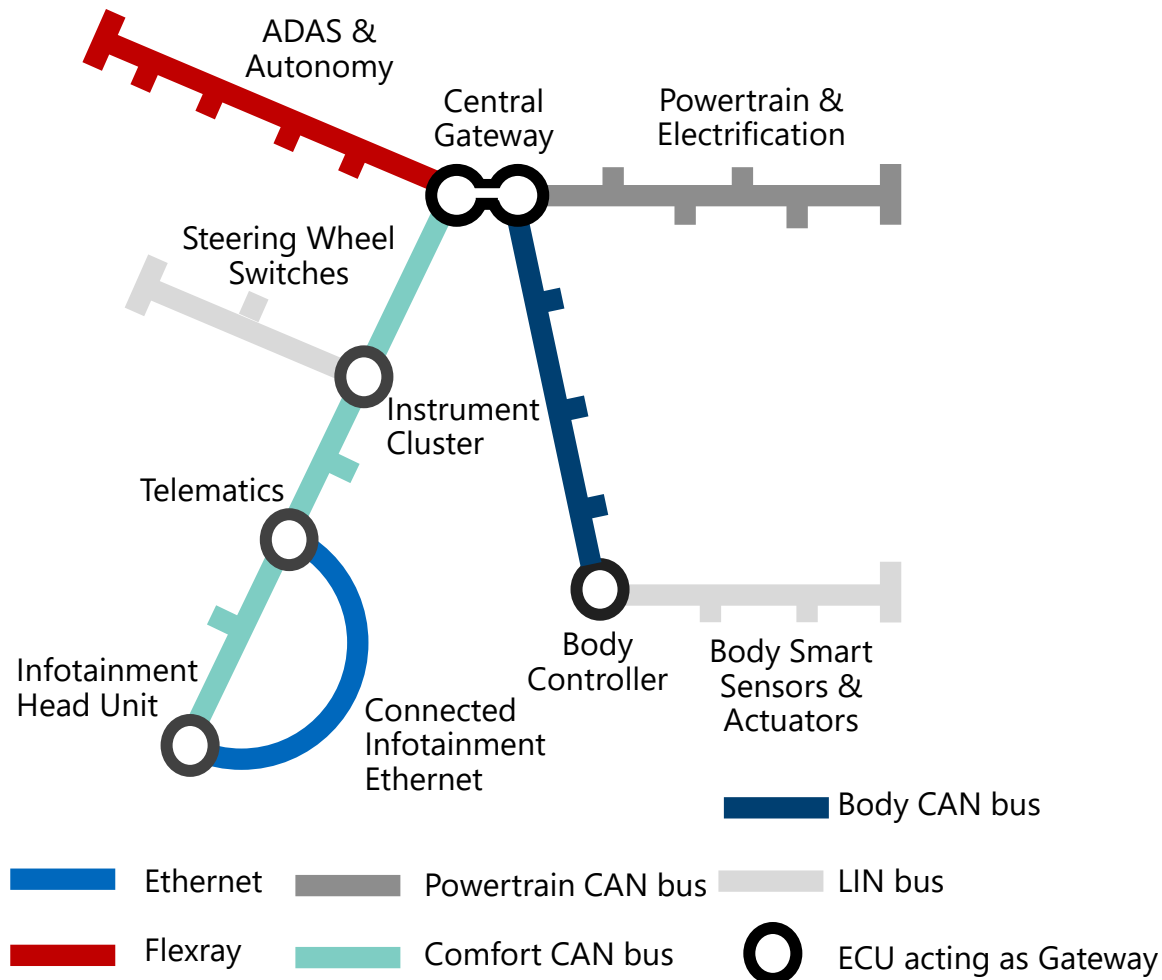 ADAS &
Autonomy
Central
Gateway
Powertrain &
Electrification
Steering Wheel
Switches
Instrument
Cluster
Telematics
Infotainment
Head Unit
Connected
Infotainment
Ethernet
Body
Controller
Body Smart
Sensors &
Actuators
Body CAN bus
Ethernet
Powertrain CAN bus
LIN bus
Flexray
Comfort CAN bus
ECU acting as Gateway